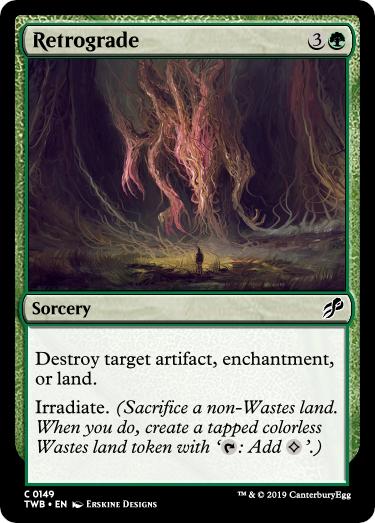 Retrograde 3
Sorcery
Destroy target artifact, enchantment,
or land.
Irradiate. (Sacrifice a non-Wastes land.
When you do, create a tapped colorless
Wastes land token with ‘: Add ’.)
C 0149
TWB • EN Erskine Designs
™ & © 2019 CanterburyEgg